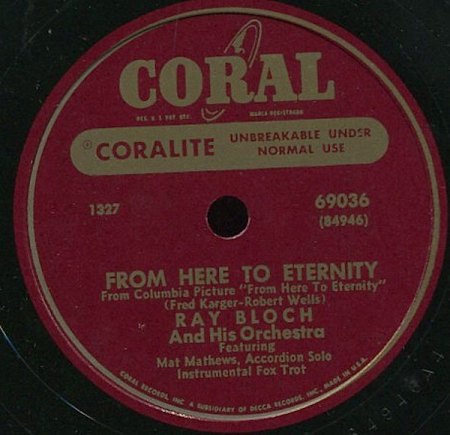 CORAL
REG. U. S. PAT. OFF. MARCA REGISTRADA
® CORALITE UNBREAKABLE UNDER
NORMAL USE
1327 69036
(84946)
FROM HERE TO ETERNITY
From Columbia Picture "From Here To Eternity"
(Fred Karger-Robert Wells)
RAY BLOCH
And His Orchestra
Featuring
Mat Mathews, Accordion Solo
Instrumental Fox Trot
CORAL RECORDS, INC. A SUBSIDIARY OF DECCA RECORDS, INC., MADE IN U.S.A.